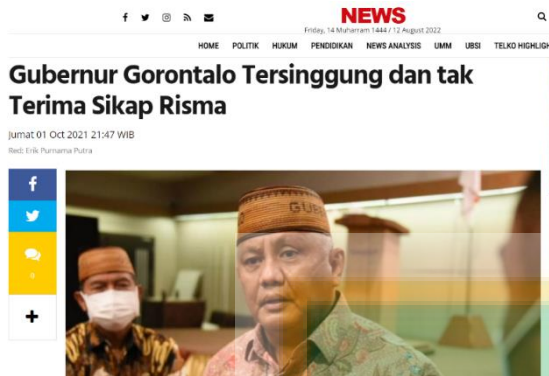 NEWS
Friday, 14 Muharram 1444 / 12 August 2022
HOME POLITIK HUKUM PENDIDIKAN NEWS ANALYSIS UMM UBSI TELKO HIGHLIGH
Gubernur Gorontalo Tersinggung dan tak
Terima Sikap Risma
Jumat 01 Oct 2021 21:47 WIB
Red: Erik Purnama Putra
0